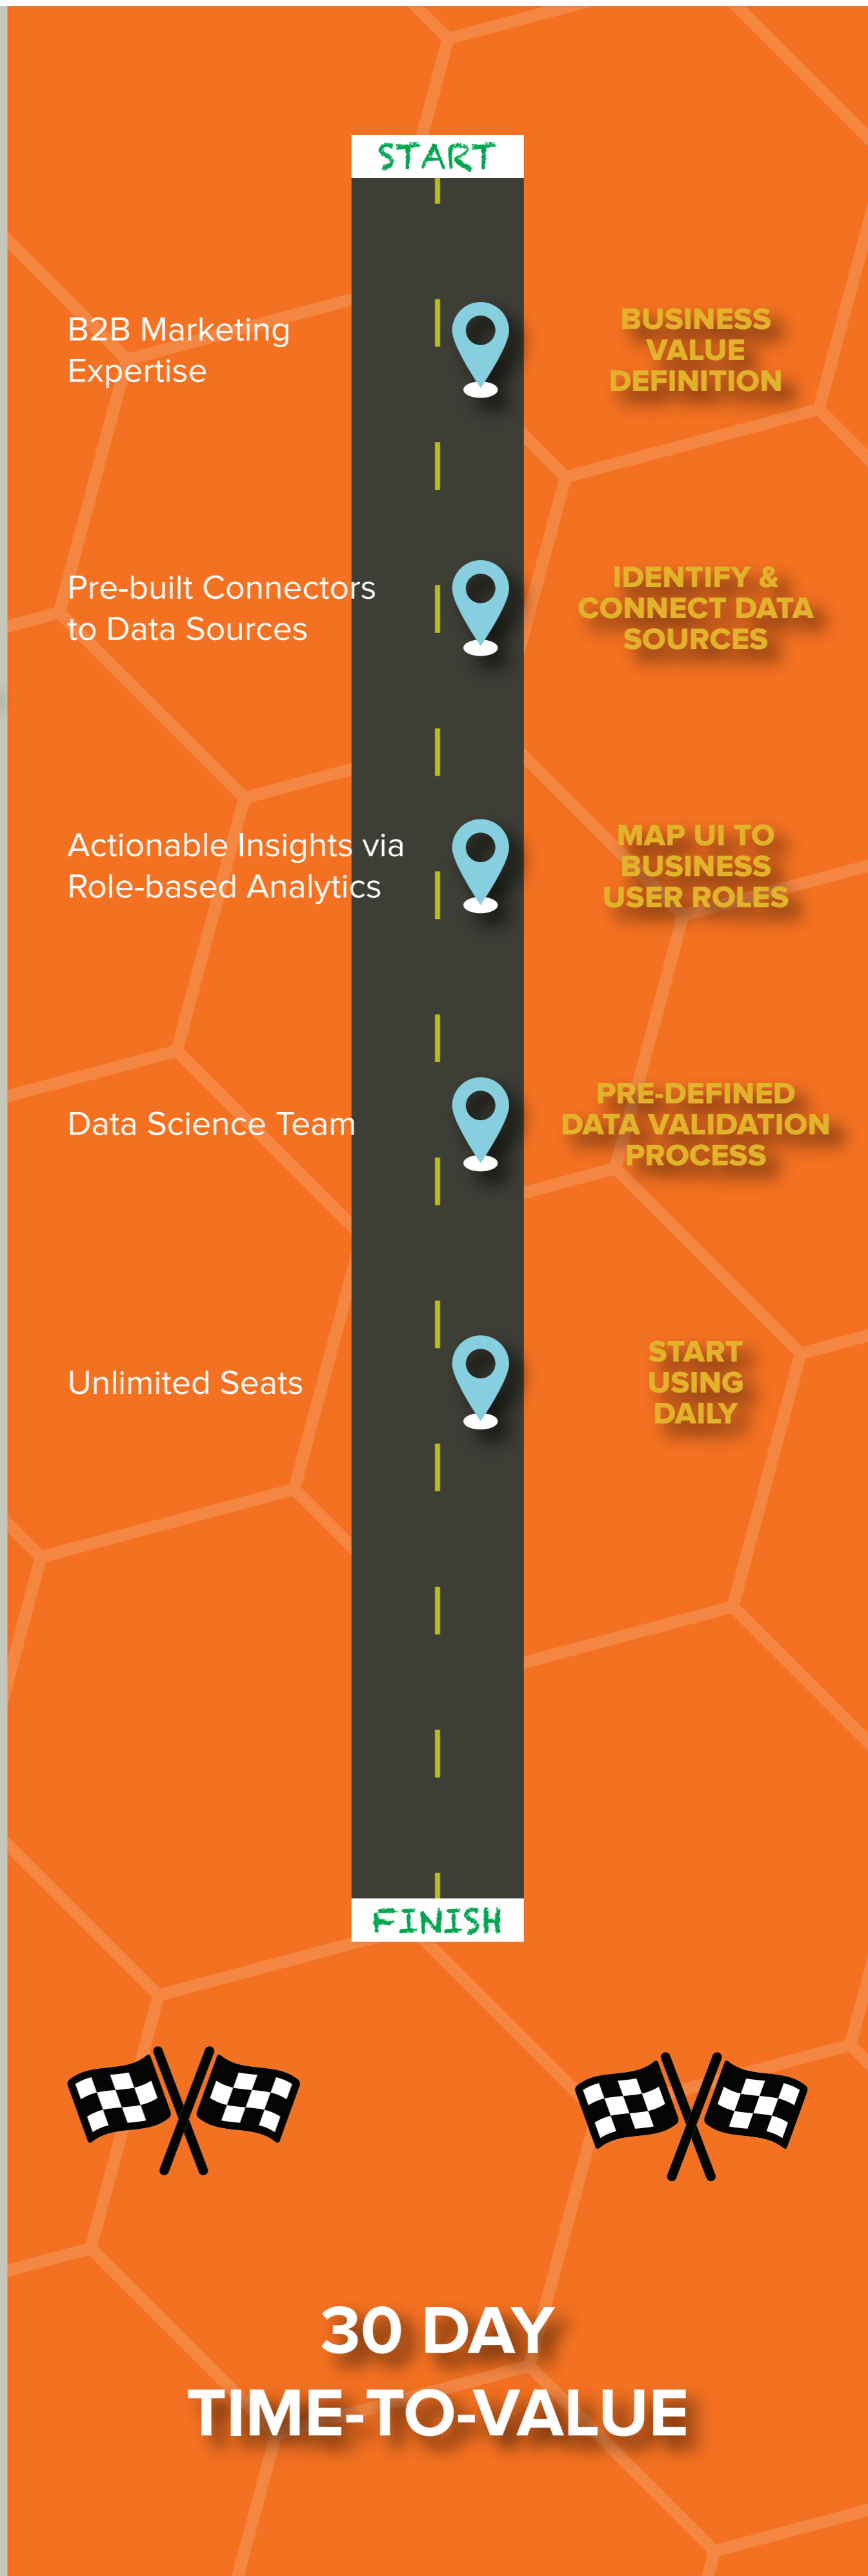 START
B2B Marketing
Expertise
BUSINESS
VALUE
DEFINITION
Pre-built Connectors
to Data Sources
IDENTIFY &
CONNECT DATA
SOURCES
Actionable Insights via
Role-based Analytics
MAP UI TO
BUSINESS
USER ROLES
Data Science Team
PRE-DEFINED
DATA VALIDATION
PROCESS
Unlimited Seats
START
USING
DAILY
FINISH
30 DAY
TIME-TO-VALUE